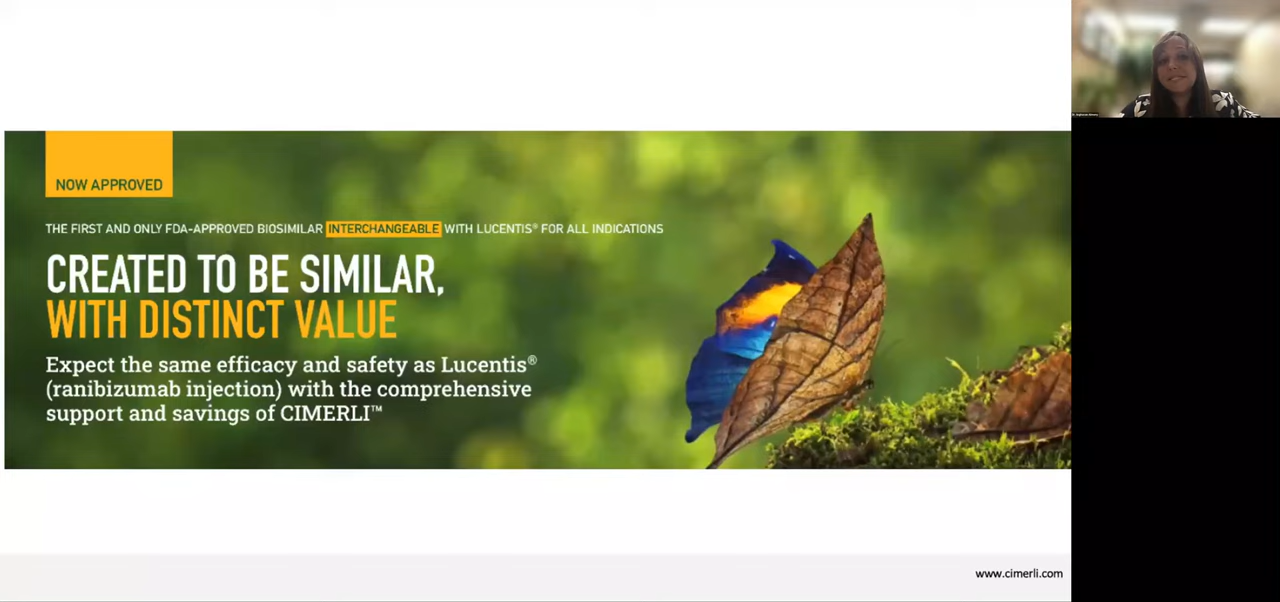 NOW APPROVED
THE FIRST AND ONLY FDA-APPROVED BIOSIMILAR INTERCHANGEABLE WITH LUCENTIS® FOR ALL INDICATIONS
CREATED TO BE SIMILAR,
WITH DISTINCT VALUE
Expect the same efficacy and safety as Lucentis®
(ranibizumab injection) with the comprehensive
support and savings of CIMERLI™
www.cimerli.com